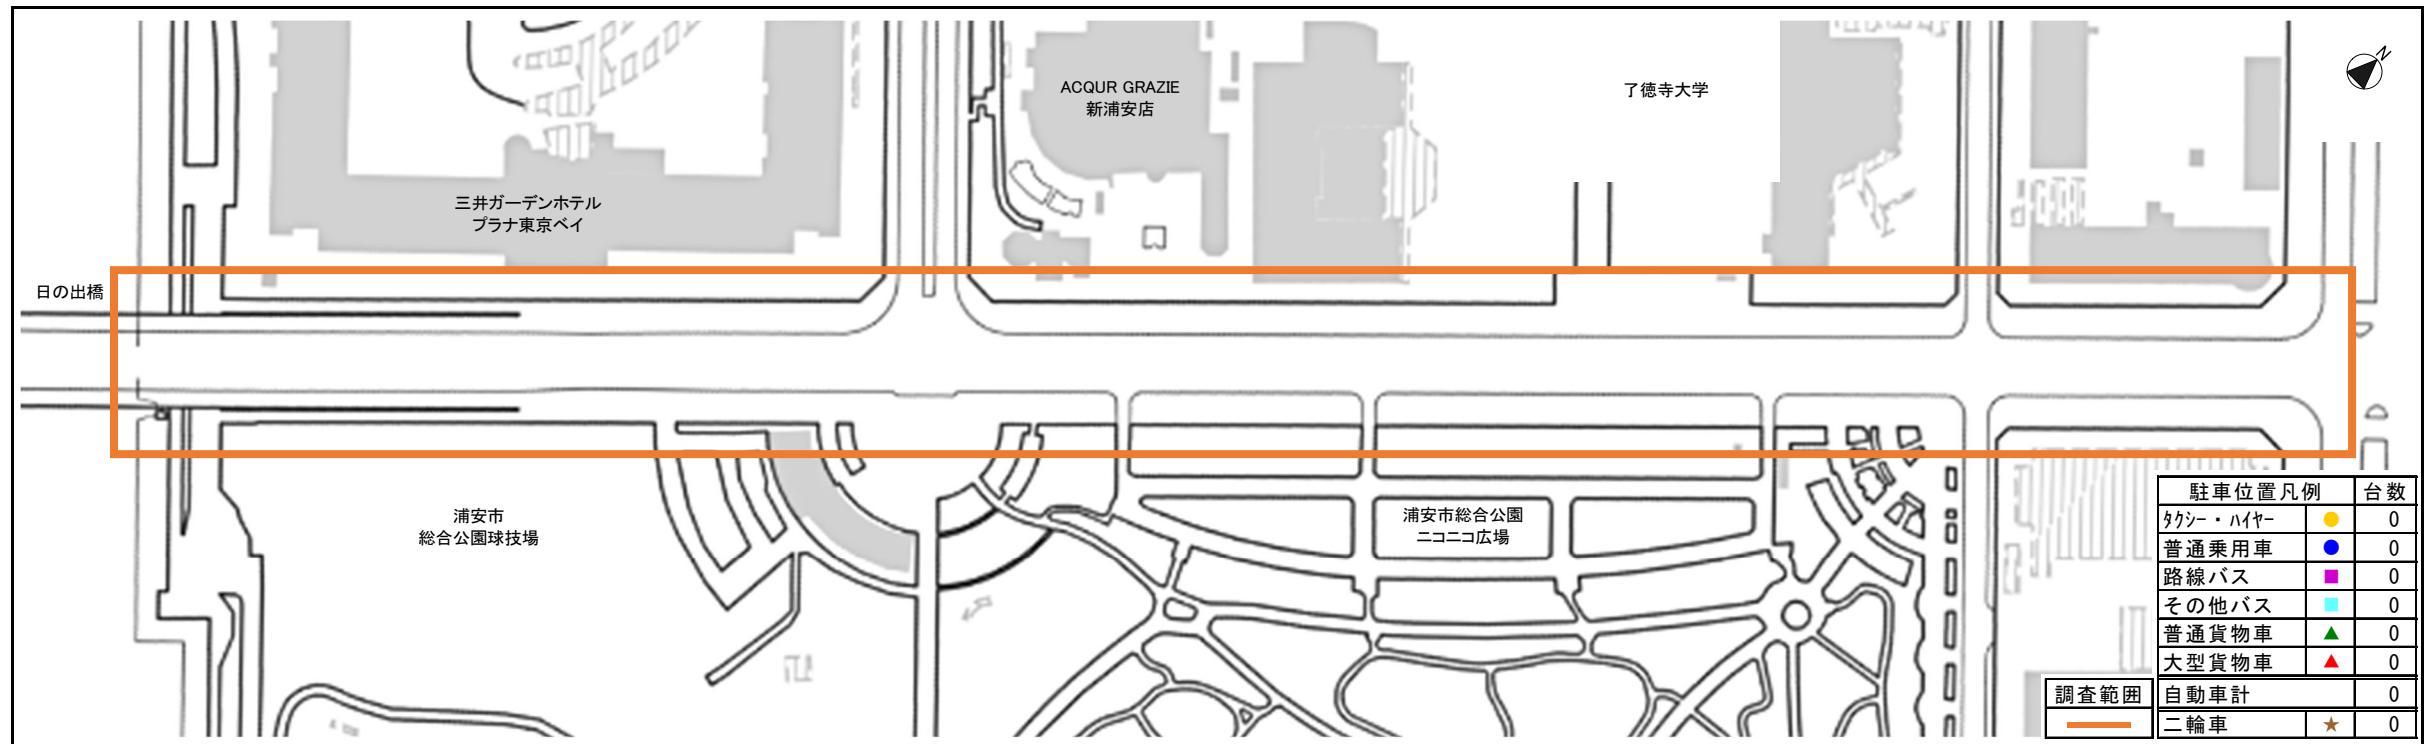 N
ACQUR GRAZIE
新浦安店
了徳寺大学
三井ガーデンホテル
プラナ東京ベイ
日の出橋
浦安市
総合公園球技場
浦安市総合公園
ニコニコ広場
駐車位置凡例 台数
ﾀｸｼｰ・ﾊｲﾔｰ 0
普通乗用車 0
路線バス 0
その他バス 0
普通貨物車 0
大型貨物車 0
調査範囲 自動車計 0
二輪車 0